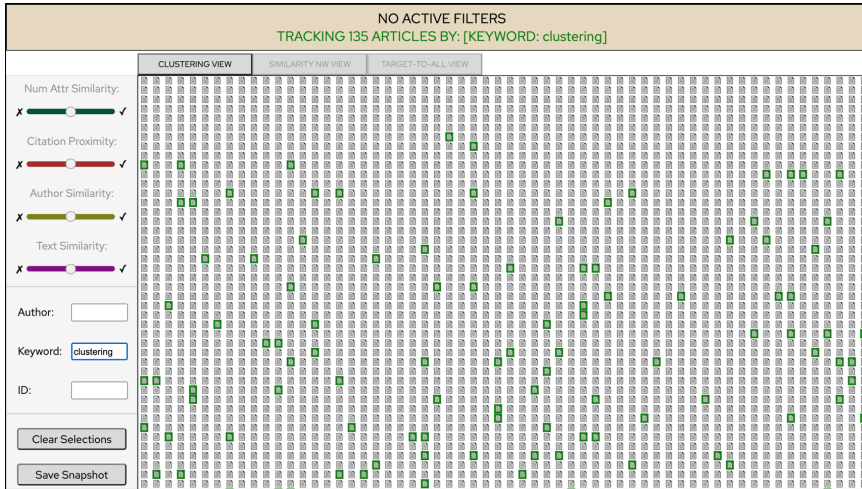 NO ACTIVE FILTERS
TRACKING 135 ARTICLES BY: [KEYWORD: clustering]
CLUSTERING VIEW
SIMILARITY NW VIEW
TARGET-TO-ALL VIEW
Num Attr Similarity:
✗ ✓
Citation Proximity:
✗ ✓
Author Similarity:
✗ ✓
Text Similarity:
✗ ✓
Author:
Keyword: clustering
ID:
Clear Selections
Save Snapshot